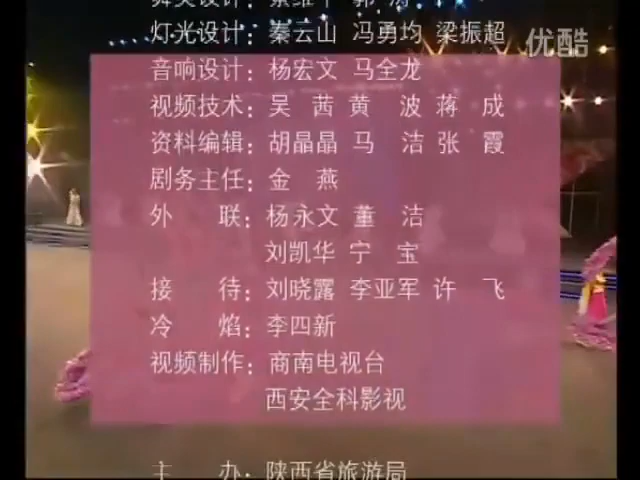 灯光设计：秦云山 冯勇均 梁振超
优酷
音响设计：杨宏文 马全龙
视频技术：吴 茜 黄 波 蒋 成
资料编辑：胡晶晶 马 洁 张 霞
剧务主任：金 燕
外 联：杨永文 董 洁
刘凯华 宁 宝
接 待：刘晓露 李亚军 许 飞
冷 焰：李四新
视频制作：商南电视台
西安全科影视
主 办：陕西省旅游局